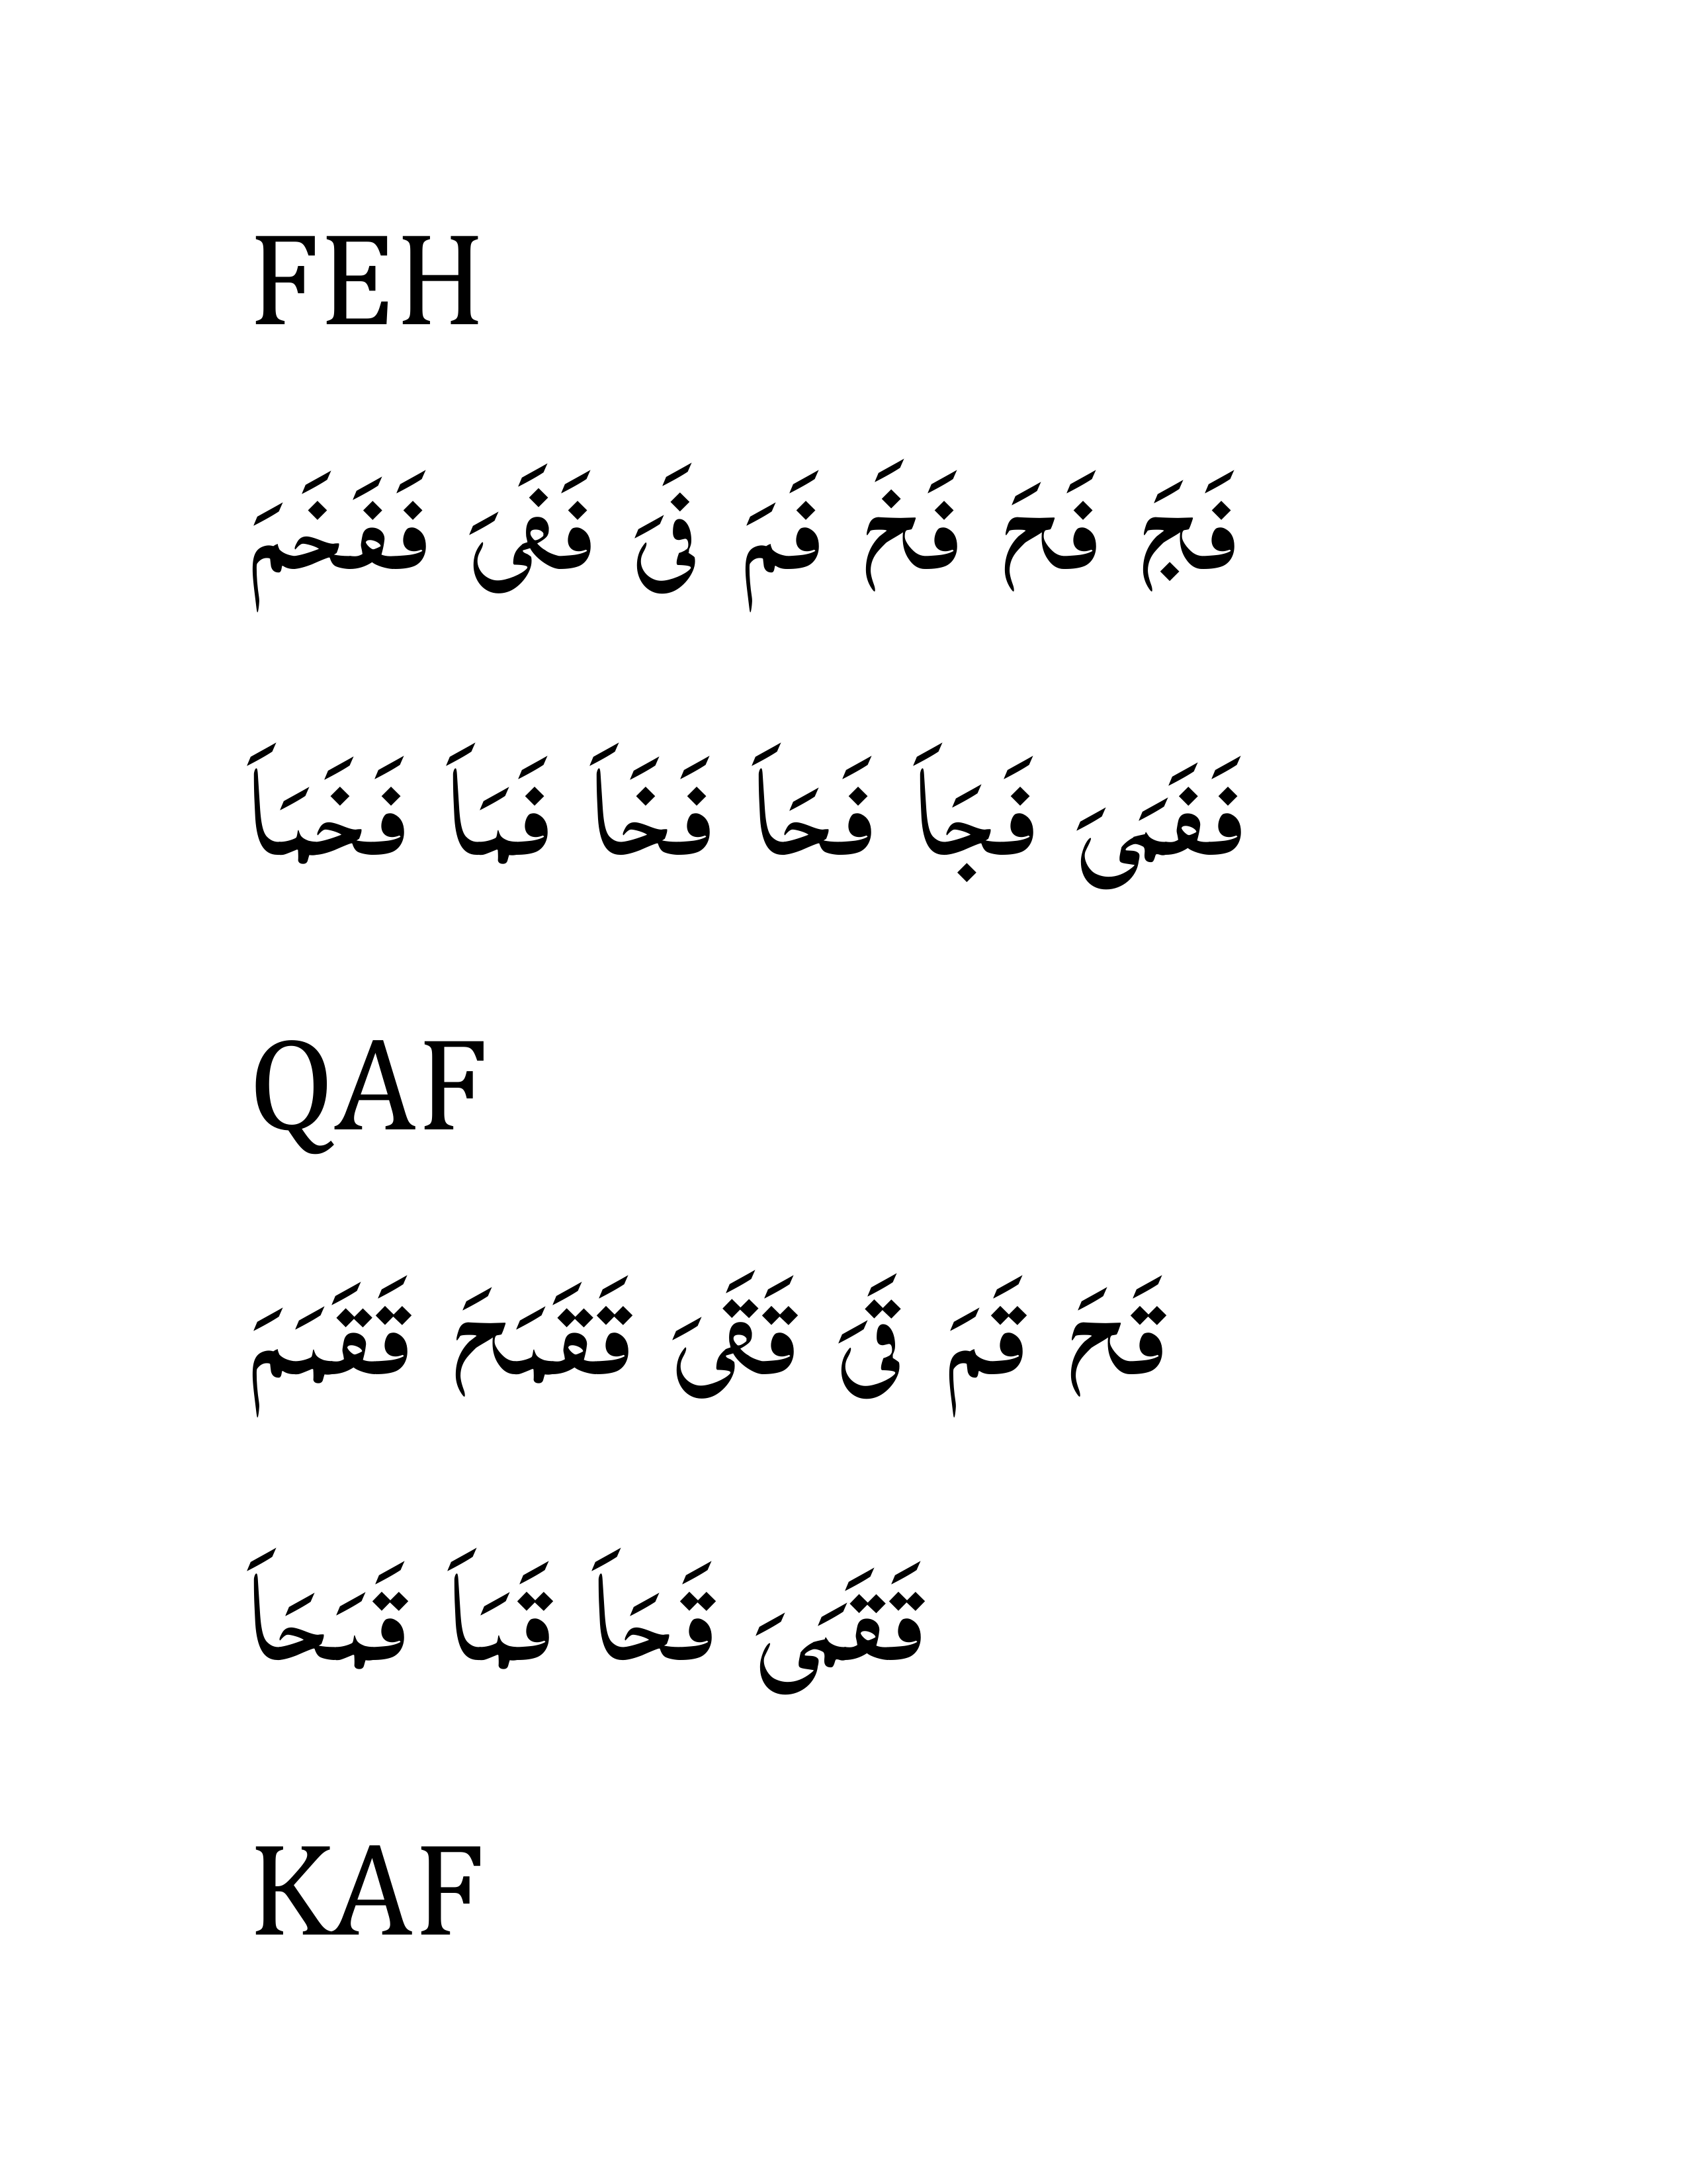 FEH
فَجَ فَحَ فَخَ فَمَ فَىَ فَفَىَ فَفَخَمَ
فَفَمَىَ فَجَاَ فَحَاَ فَخَاَ فَمَاَ فَخَمَاَ
QAF
قَحَ قَمَ قَىَ قَقَىَ قَقَمَحَ قَقَمَمَ
قَقَمَىَ قَحَاَ قَمَاَ قَمَحَاَ
KAF